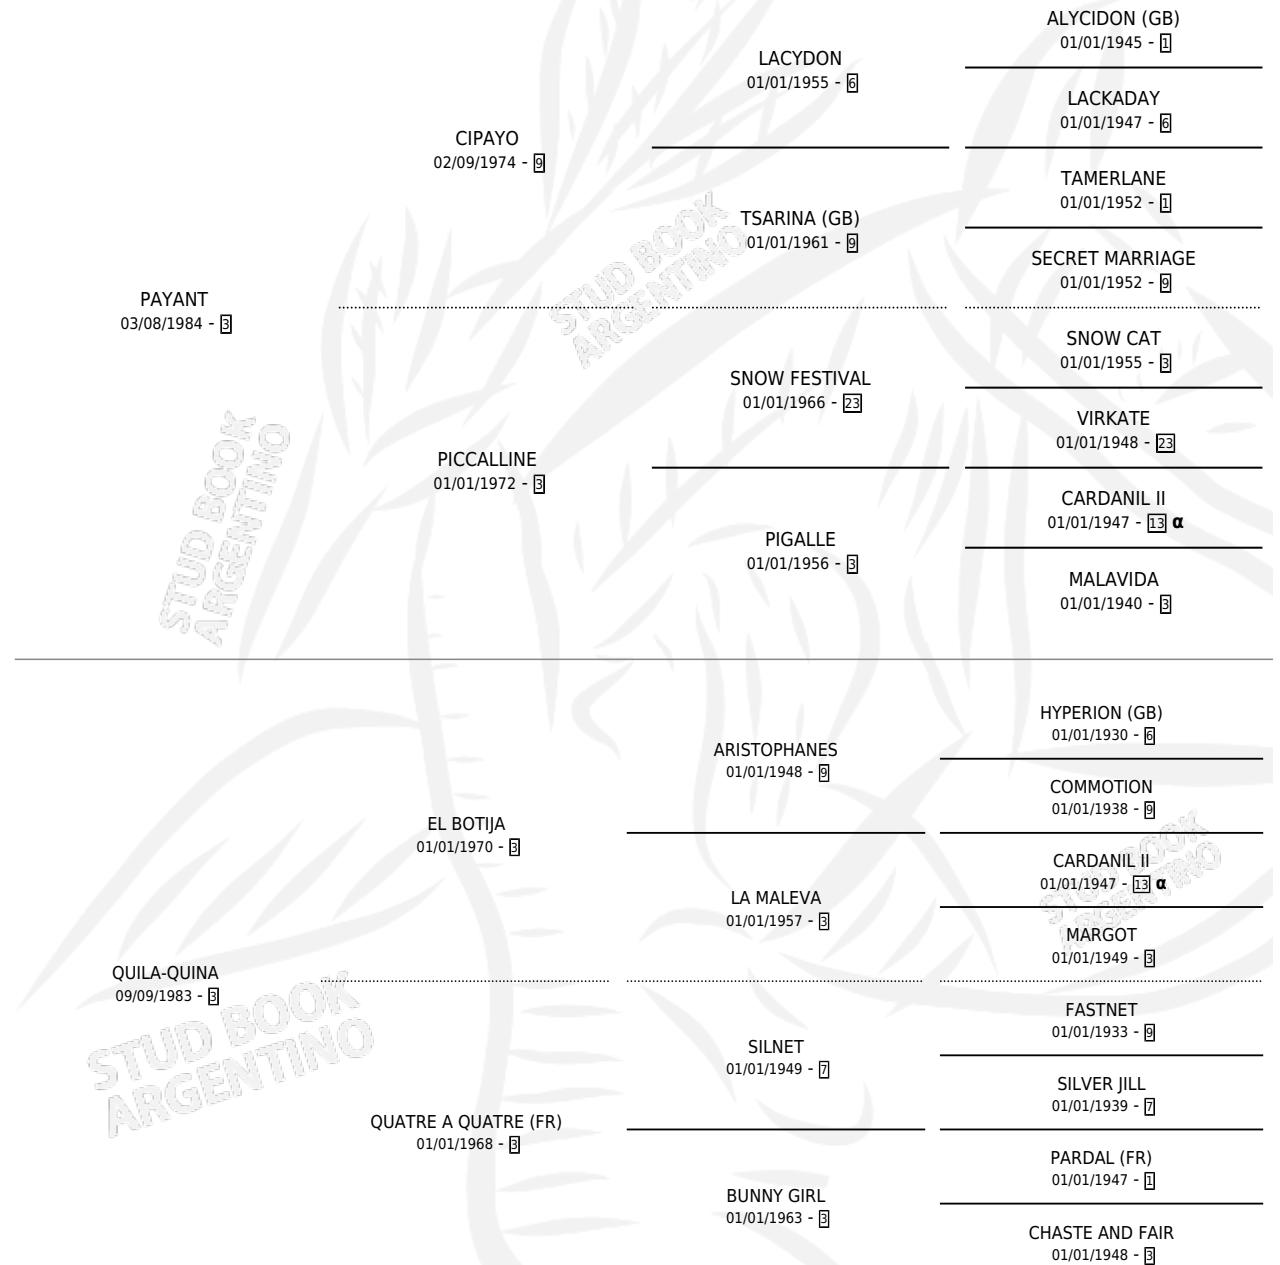 ALYCIDON (GB)
01/01/1945 - 1
LACYDON
01/01/1955 - 6
LACKADAY
01/01/1947 - 6
CIPAYO
02/09/1974 - 9
TAMERLANE
01/01/1952 - 1
TSARINA (GB)
01/01/1961 - 9
SECRET MARRIAGE
01/01/1952 - 9
PAYANT
03/08/1984 - 3
SNOW CAT
01/01/1955 - 3
SNOW FESTIVAL
01/01/1966 - 23
VIRKATE
01/01/1948 - 23
PICCALLINE
01/01/1972 - 3
CARDANIL II
01/01/1947 - 13 α
PIGALLE
01/01/1956 - 3
MALAVIDA
01/01/1940 - 3
STUD BOOK
ARGENTINO
STUD BOOK
ARGENTINO
HYPERION (GB)
01/01/1930 - 6
ARISTOPHANES
01/01/1948 - 9
COMMOTION
01/01/1938 - 9
EL BOTIJA
01/01/1970 - 3
CARDANIL II
01/01/1947 - 13 α
LA MALEVA
01/01/1957 - 3
MARGOT
01/01/1949 - 3
QUILA-QUINA
09/09/1983 - 3
FASTNET
01/01/1933 - 9
SILNET
01/01/1949 - 7
SILVER JILL
01/01/1939 - 7
QUATRE A QUATRE (FR)
01/01/1968 - 3
PARDAL (FR)
01/01/1947 - 1
BUNNY GIRL
01/01/1963 - 3
CHASTE AND FAIR
01/01/1948 - 3
STUD BOOK
ARGENTINO
STUD BOOK
ARGENTINO